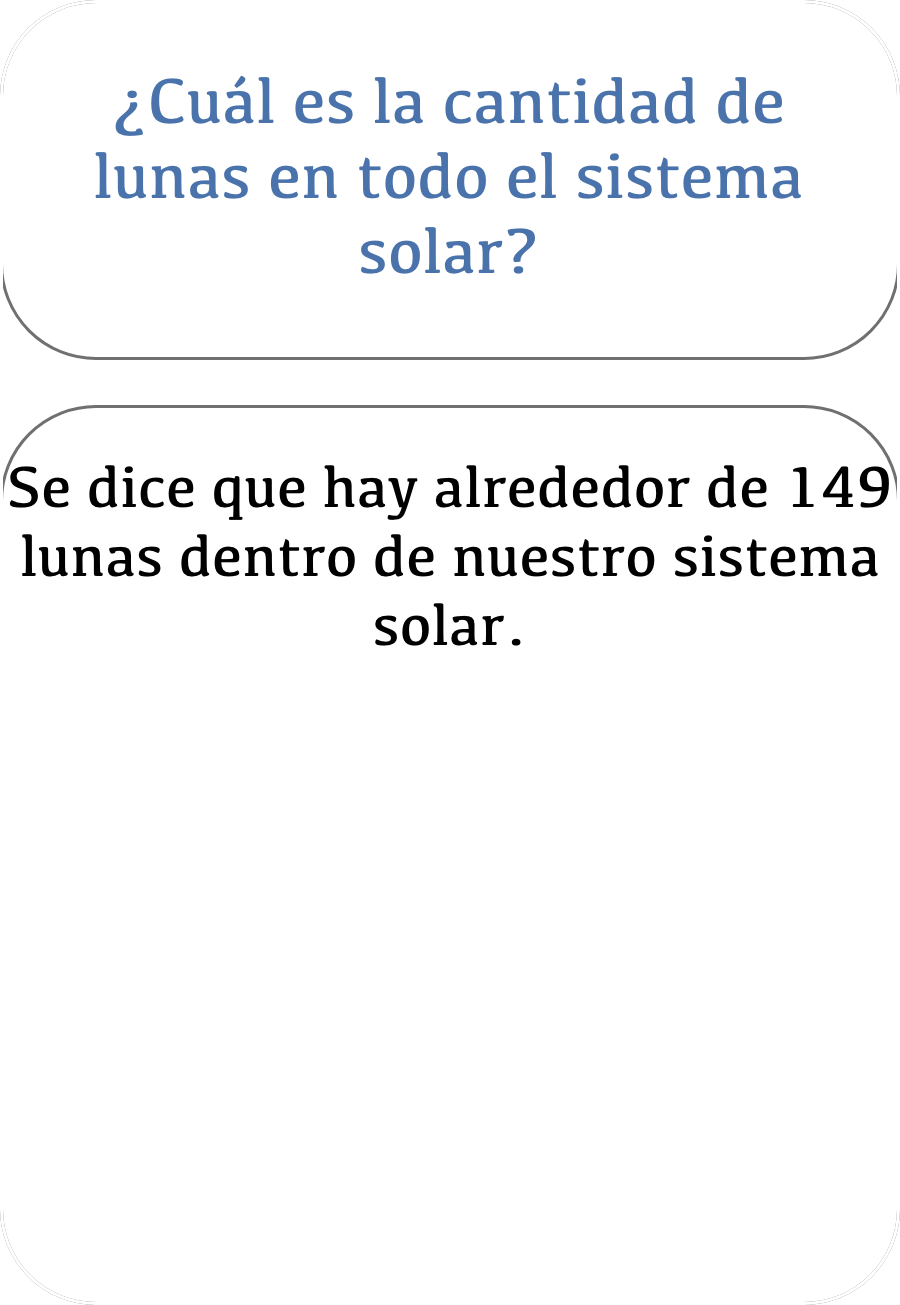 ¿Cuál es la cantidad de
lunas en todo el sistema
solar?
Se dice que hay alrededor de 149
lunas dentro de nuestro sistema
solar.